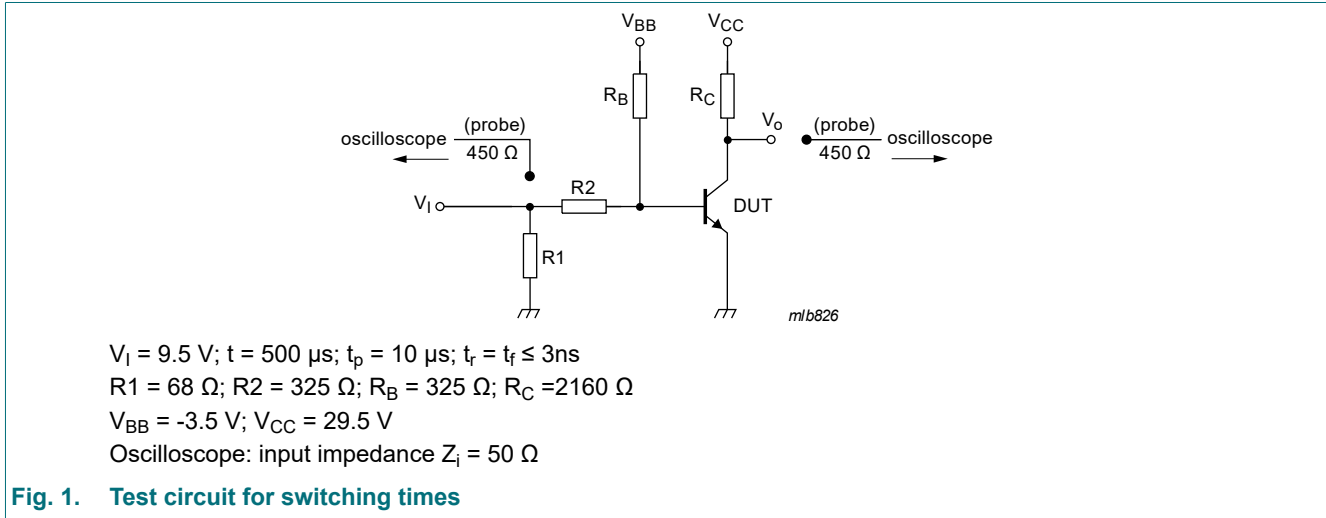 VBB
VCC
RB
RC
Vo
(probe)
oscilloscope
450 Ω
(probe)
oscilloscope
450 Ω
R2
VI
DUT
R1
mlb826
VI = 9.5 V; t = 500 μs; tp = 10 μs; tr = tf ≤ 3ns
R1 = 68 Ω; R2 = 325 Ω; RB = 325 Ω; RC =2160 Ω
VBB = -3.5 V; VCC = 29.5 V
Oscilloscope: input impedance Zi = 50 Ω
Fig. 1. Test circuit for switching times